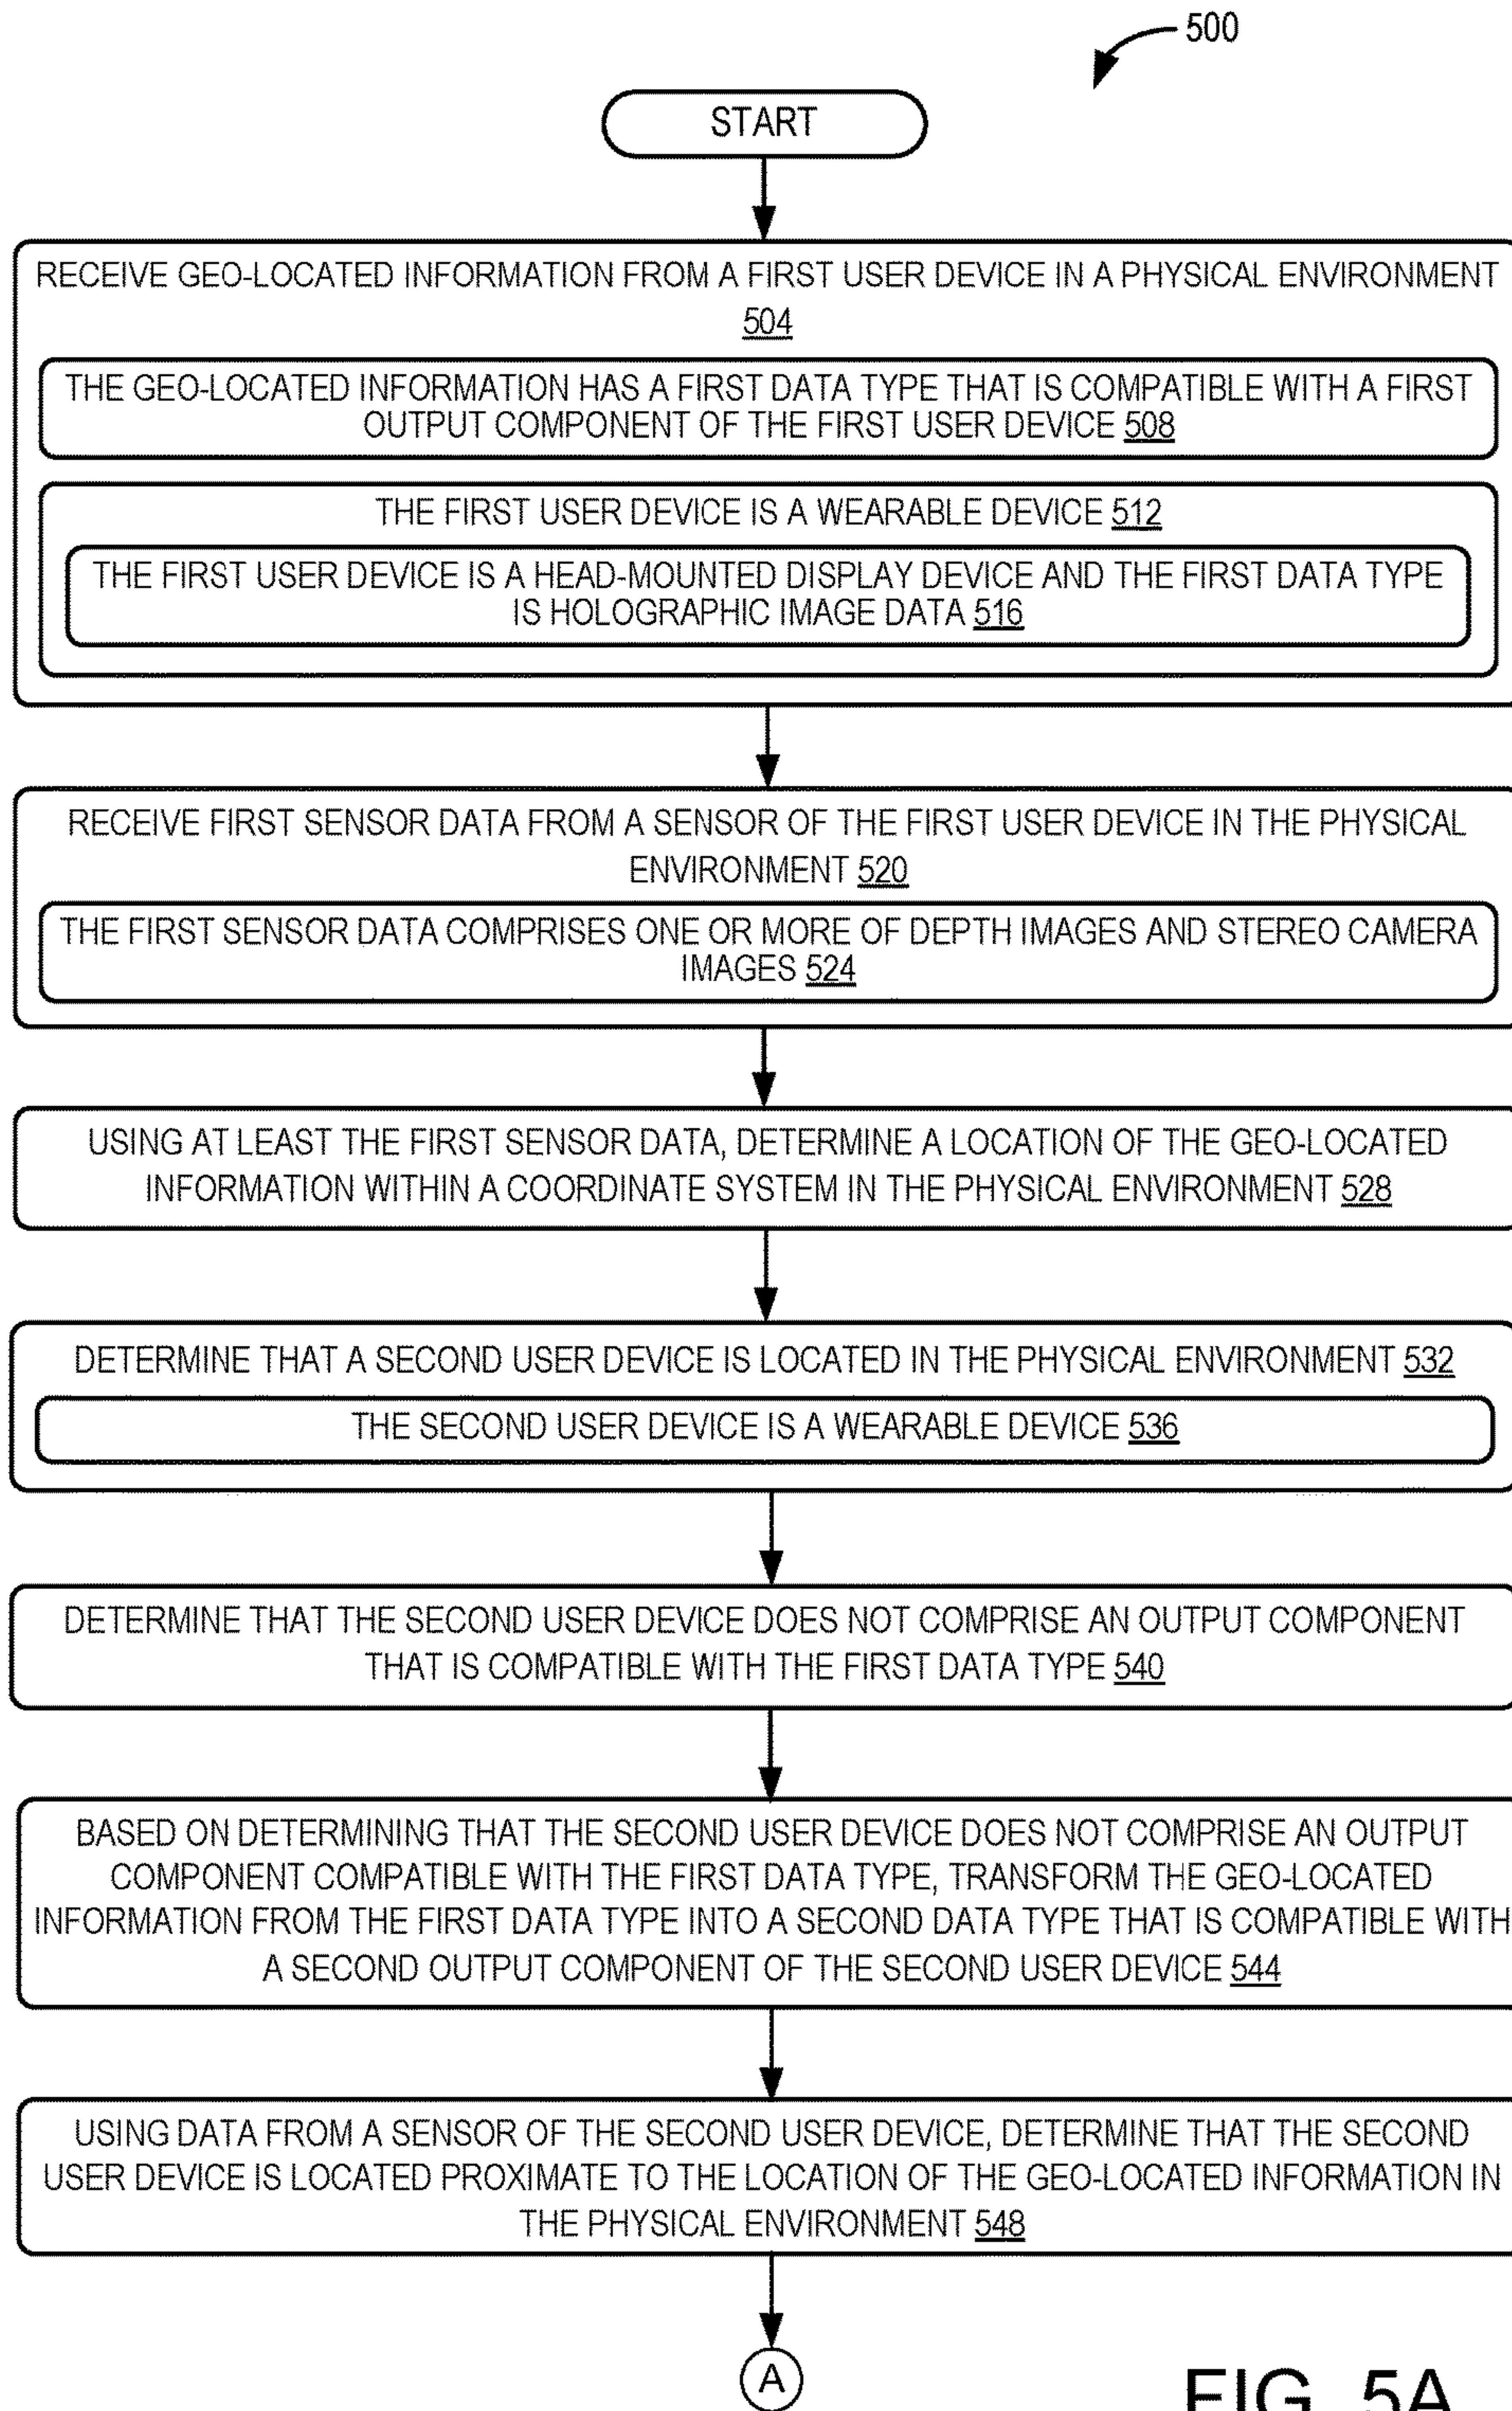 500
START
RECEIVE GEO-LOCATED INFORMATION FROM A FIRST USER DEVICE IN A PHYSICAL ENVIRONMENT
504
THE GEO-LOCATED INFORMATION HAS A FIRST DATA TYPE THAT IS COMPATIBLE WITH A FIRST
OUTPUT COMPONENT OF THE FIRST USER DEVICE 508
THE FIRST USER DEVICE IS A WEARABLE DEVICE 512
THE FIRST USER DEVICE IS A HEAD-MOUNTED DISPLAY DEVICE AND THE FIRST DATA TYPE
IS HOLOGRAPHIC IMAGE DATA 516
RECEIVE FIRST SENSOR DATA FROM A SENSOR OF THE FIRST USER DEVICE IN THE PHYSICAL
ENVIRONMENT 520
THE FIRST SENSOR DATA COMPRISES ONE OR MORE OF DEPTH IMAGES AND STEREO CAMERA
IMAGES 524
USING AT LEAST THE FIRST SENSOR DATA, DETERMINE A LOCATION OF THE GEO-LOCATED
INFORMATION WITHIN A COORDINATE SYSTEM IN THE PHYSICAL ENVIRONMENT 528
DETERMINE THAT A SECOND USER DEVICE IS LOCATED IN THE PHYSICAL ENVIRONMENT 532
THE SECOND USER DEVICE IS A WEARABLE DEVICE 536
DETERMINE THAT THE SECOND USER DEVICE DOES NOT COMPRISE AN OUTPUT COMPONENT
THAT IS COMPATIBLE WITH THE FIRST DATA TYPE 540
BASED ON DETERMINING THAT THE SECOND USER DEVICE DOES NOT COMPRISE AN OUTPUT
COMPONENT COMPATIBLE WITH THE FIRST DATA TYPE, TRANSFORM THE GEO-LOCATED
INFORMATION FROM THE FIRST DATA TYPE INTO A SECOND DATA TYPE THAT IS COMPATIBLE WITH
A SECOND OUTPUT COMPONENT OF THE SECOND USER DEVICE 544
USING DATA FROM A SENSOR OF THE SECOND USER DEVICE, DETERMINE THAT THE SECOND
USER DEVICE IS LOCATED PROXIMATE TO THE LOCATION OF THE GEO-LOCATED INFORMATION IN
THE PHYSICAL ENVIRONMENT 548
A
FIG. 5A